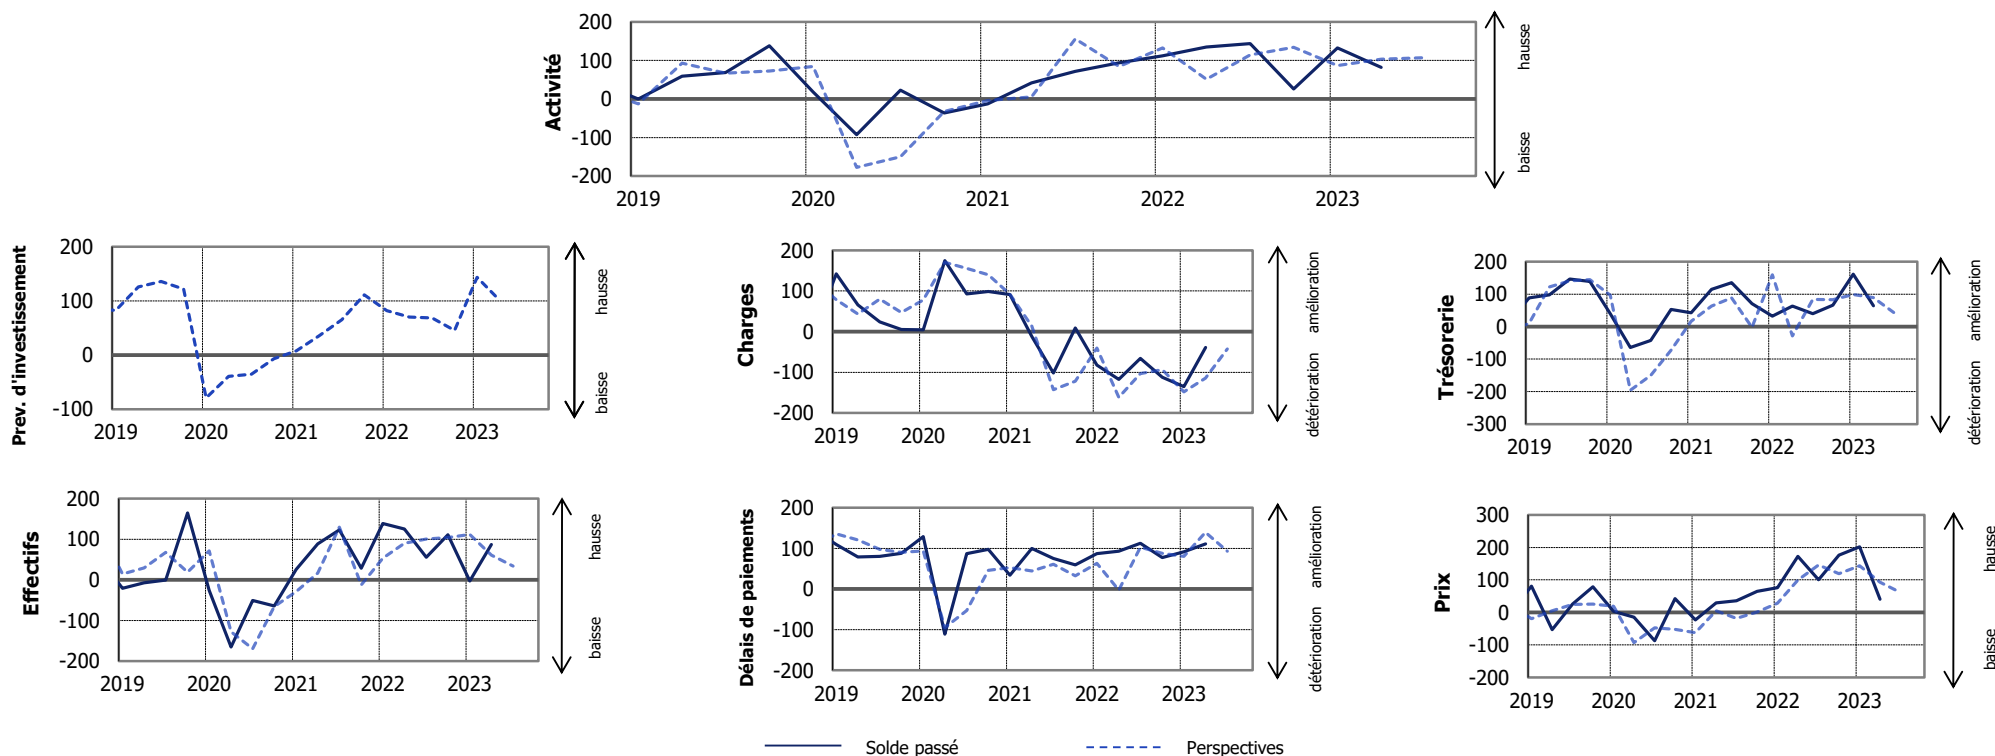 Activité
200
100
0
-100
-200
2019 2020 2021 2022 2023
hausse
baisse
Prev. d'investissement
200
100
0
-100
2019 2020 2021 2022 2023
hausse
baisse
Charges
200
100
0
-100
-200
2019 2020 2021 2022 2023
amélioration
détérioration
Trésorerie
200
100
0
-100
-200
-300
2019 2020 2021 2022 2023
amélioration
détérioration
Effectifs
200
100
0
-100
-200
2019 2020 2021 2022 2023
hausse
baisse
Délais de paiements
200
100
0
-100
-200
2019 2020 2021 2022 2023
amélioration
détérioration
Prix
300
200
100
0
-100
-200
2019 2020 2021 2022 2023
hausse
baisse
Solde passé Perspectives